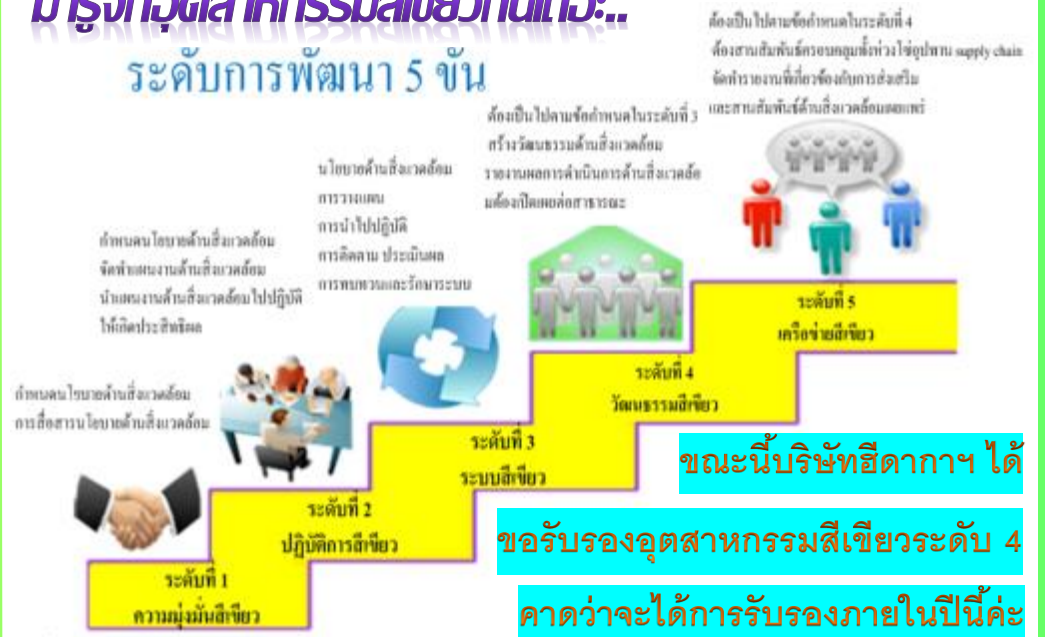 มารู้จักอุตสาหกรรมสีเขียวกันเถอะ..
ระดับการพัฒนา 5 ขั้น
ต้องเป็นไปตามข้อกำหนดในระดับที่ 4
ต้องสานสัมพันธ์ครอบคลุมทั้งห่วงโซ่อุปทาน supply chain
จัดทำรายงานที่เกี่ยวข้องกับการส่งเสริม
และสานสัมพันธ์ด้านสิ่งแวดล้อมเผยแพร่
ต้องเป็นไปตามข้อกำหนดในระดับที่ 3
สร้างวัฒนธรรมด้านสิ่งแวดล้อม
รายงานผลการดำเนินการด้านสิ่งแวดล้อ
มต้องเปิดเผยต่อสาธารณะ
นโยบายด้านสิ่งแวดล้อม
การวางแผน
การนำไปปฏิบัติ
การติดตาม ประเมินผล
การทบทวนและรักษาระบบ
กำหนดนโยบายด้านสิ่งแวดล้อม
จัดทำแผนงานด้านสิ่งแวดล้อม
นำแผนงานด้านสิ่งแวดล้อมไปปฏิบัติ
ให้เกิดประสิทธิผล
กำหนดนโยบายด้านสิ่งแวดล้อม
การสื่อสารนโยบายด้านสิ่งแวดล้อม
ระดับที่ 5
เครือข่ายสีเขียว
ระดับที่ 4
วัฒนธรรมสีเขียว
ระดับที่ 3
ระบบสีเขียว
ระดับที่ 2
ปฏิบัติการสีเขียว
ระดับที่ 1
ความมุ่งมั่นสีเขียว
ขณะนี้บริษัทฮีดากาฯ ได้
ขอรับรองอุตสาหกรรมสีเขียวระดับ 4
คาดว่าจะได้การรับรองภายในปีนี้ค่ะ